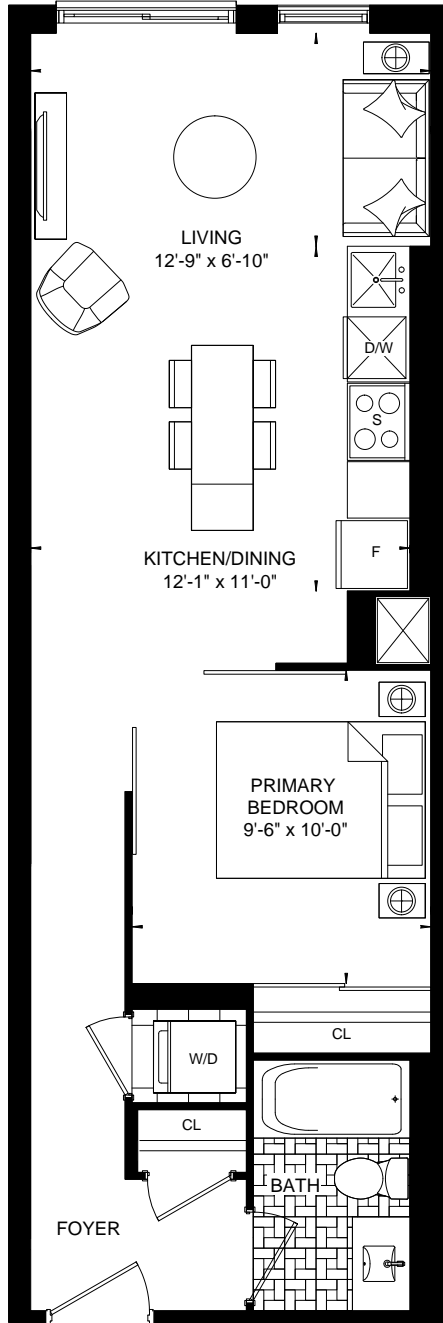 LIVING
12'-9" x 6'-10"
D/W
S
F
KITCHEN/DINING
12'-1" x 11'-0"
PRIMARY
BEDROOM
9'-6" x 10'-0"
CL
W/D
CL
BATH
FOYER